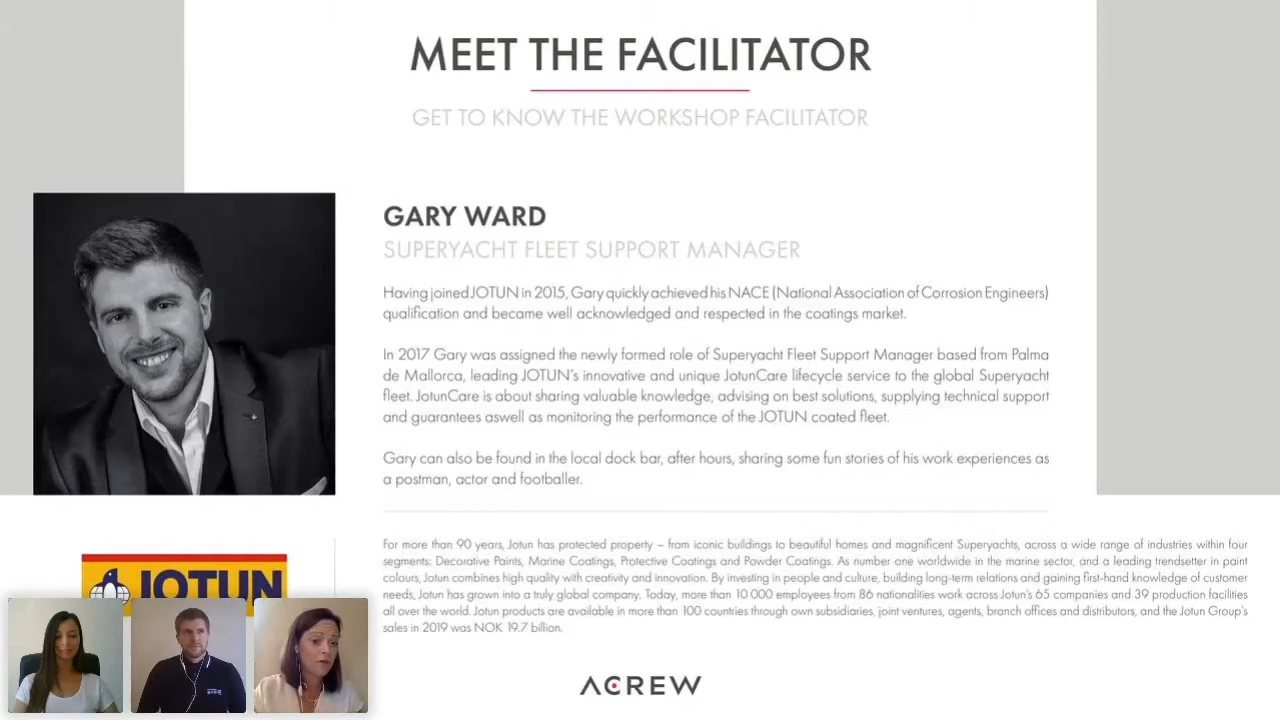 MEET THE FACILITATOR
GET TO KNOW THE WORKSHOP FACILITATOR
GARY WARD
SUPERYACHT FLEET SUPPORT MANAGER
Having joined JOTUN in 2015, Gary quickly achieved his NACE (National Association of Corrosion Engineers)
qualification and became well acknowledged and respected in the coatings market.
In 2017 Gary was assigned the newly formed role of Superyacht Fleet Support Manager based from Palma
de Mallorca, leading JOTUN's innovative and unique JotunCare lifecycle service to the global Superyacht
fleet. JotunCare is about sharing valuable knowledge, advising on best solutions, supplying technical support
and guarantees aswell as monitoring the performance of the JOTUN coated fleet.
Gary can also be found in the local dock bar, after hours, sharing some fun stories of his work experiences as
a postman, actor and footballer.
For more than 90 years, Jotun has protected property – from iconic buildings to beautiful homes and magnificent Superyachts, across a wide range of industries within four
segments: Decorative Paints, Marine Coatings, Protective Coatings and Powder Coatings. As number one worldwide in the marine sector, and a leading trendsetter in paint
colours, Jotun combines high quality with creativity and innovation. By investing in people and culture, building long-term relations and gaining first-hand knowledge of customer
needs, Jotun has grown into a truly global company. Today, more than 10 000 employees from 86 nationalities work across Jotun's 65 companies and 39 production facilities
all over the world. Jotun products are available in more than 100 countries through own subsidiaries, joint ventures, agents, branch offices and distributors, and the Jotun Group's
sales in 2019 was NOK 19.7 billion.
JOTUN
ACREW